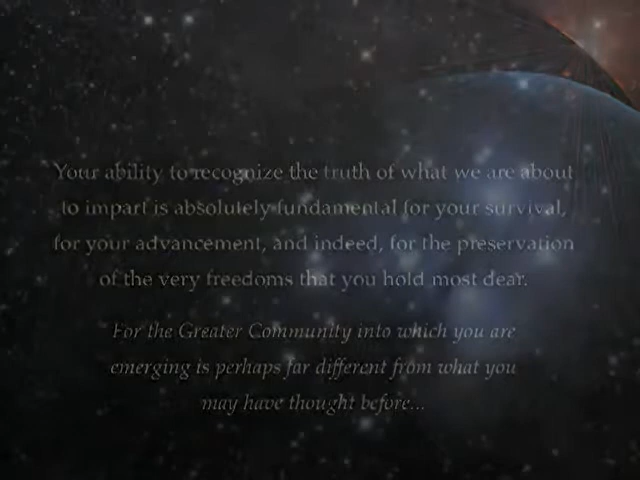 Your ability to recognize the truth of what we are about
to impart is absolutely fundamental for your survival,
for your advancement, and indeed, for the preservation
of the very freedoms that you hold most dear.
For the Greater Community into which you are
emerging is perhaps far different from what you
may have thought before...